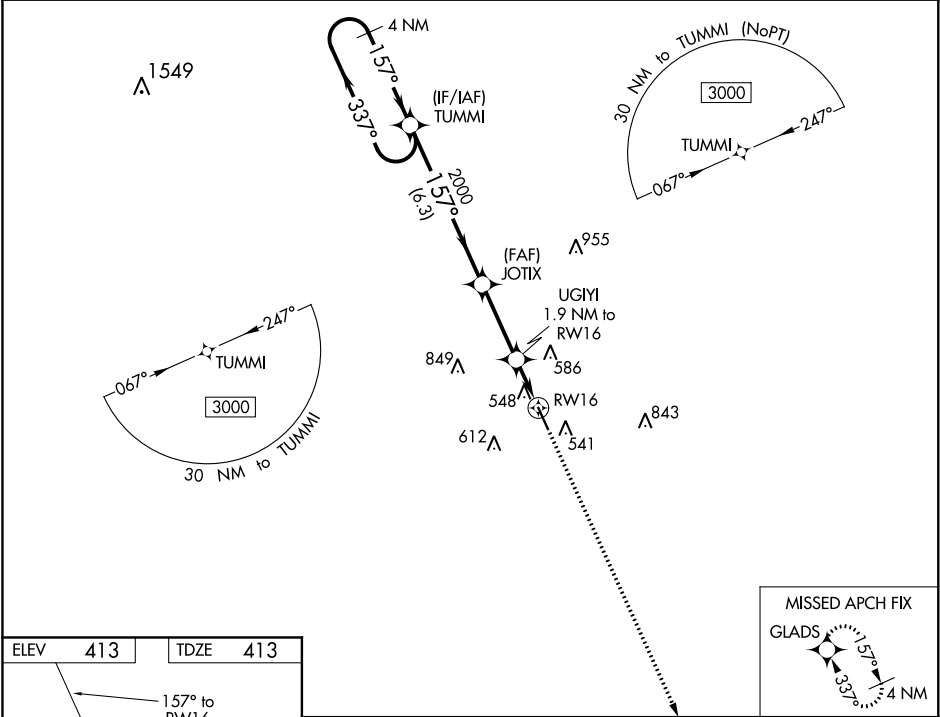 1549
4 NM
157°
337°
(IF/IAF)
TUMMI
2000
157°
(6.3)
30 NM to TUMMI (NoPT)
3000
TUMMI
247°
067°
955
(FAF)
JOTIX
UGIYI
1.9 NM to
RW16
586
849
548
RW16
843
612
541
247°
067°
TUMMI
3000
30 NM to TUMMI
MISSED APCH FIX
GLADS
157°
337°
4 NM
ELEV 413
TDZE 413
157° to
RW16